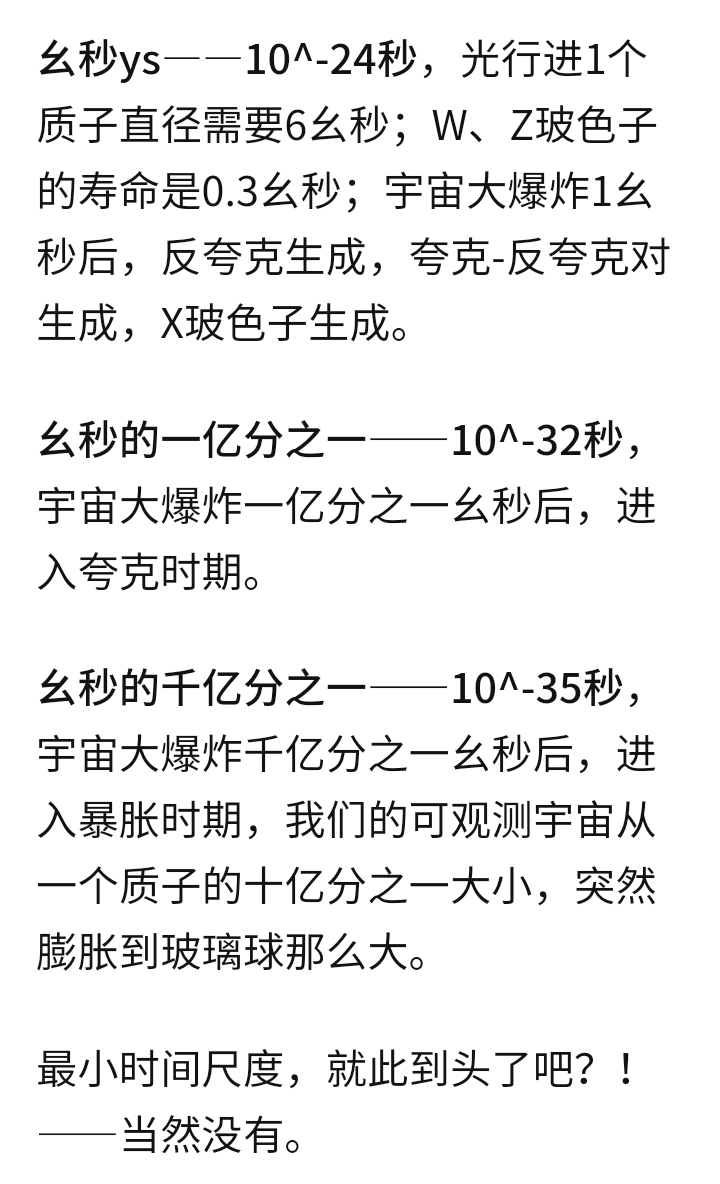 幺秒ys——10^-24秒，光行进1个
质子直径需要6幺秒；W、Z玻色子
的寿命是0.3幺秒；宇宙大爆炸1幺
秒后，反夸克生成，夸克-反夸克对
生成，X玻色子生成。
幺秒的一亿分之一——10^-32秒，
宇宙大爆炸一亿分之一幺秒后，进
入夸克时期。
幺秒的千亿分之一——10^-35秒，
宇宙大爆炸千亿分之一幺秒后，进
入暴胀时期，我们的可观测宇宙从
一个质子的十亿分之一大小，突然
膨胀到玻璃球那么大。
最小时间尺度，就此到头了吧？！
——当然没有。